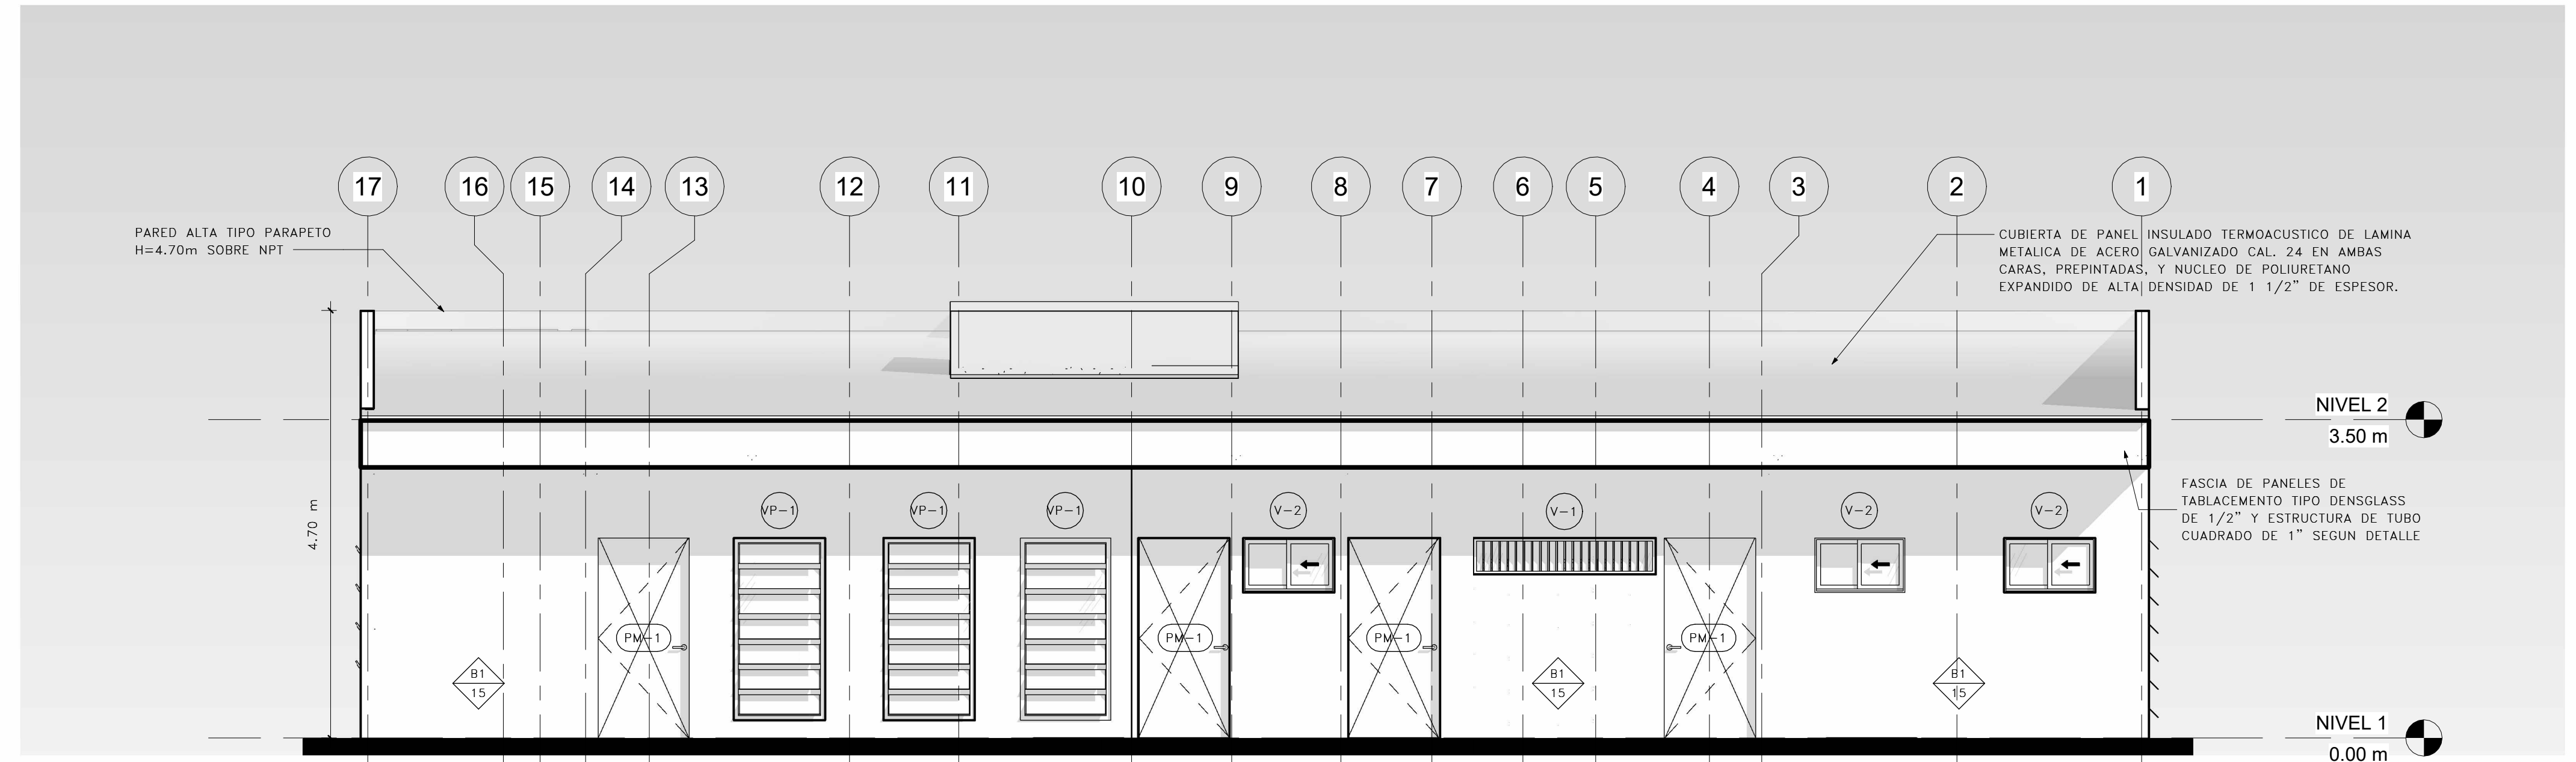 17 16 15 14 13 12 11 10 9 8 7 6 5 4 3 2 1
PARED ALTA TIPO PARAPETO
H=4.70m SOBRE NPT
CUBIERTA DE PANEL INSULADO TERMOACUSTICO DE LAMINA
METALICA DE ACERO GALVANIZADO CAL. 24 EN AMBAS
CARAS, PREPINTADAS, Y NUCLEO DE POLIURETANO
EXPANDIDO DE ALTA DENSIDAD DE 1 1/2" DE ESPESOR.
NIVEL 2
3.50 m
4.70 m
FASCIA DE PANELES DE
TABLACEMENTO TIPO DENSGLASS
DE 1/2" Y ESTRUCTURA DE TUBO
CUADRADO DE 1" SEGUN DETALLE
VP-1 VP-1 VP-1 V-2 V-1 V-2 V-2
PM-1 PM-1 PM-1 PM-1
B1 B1 B1
15 15 15
NIVEL 1
0.00 m